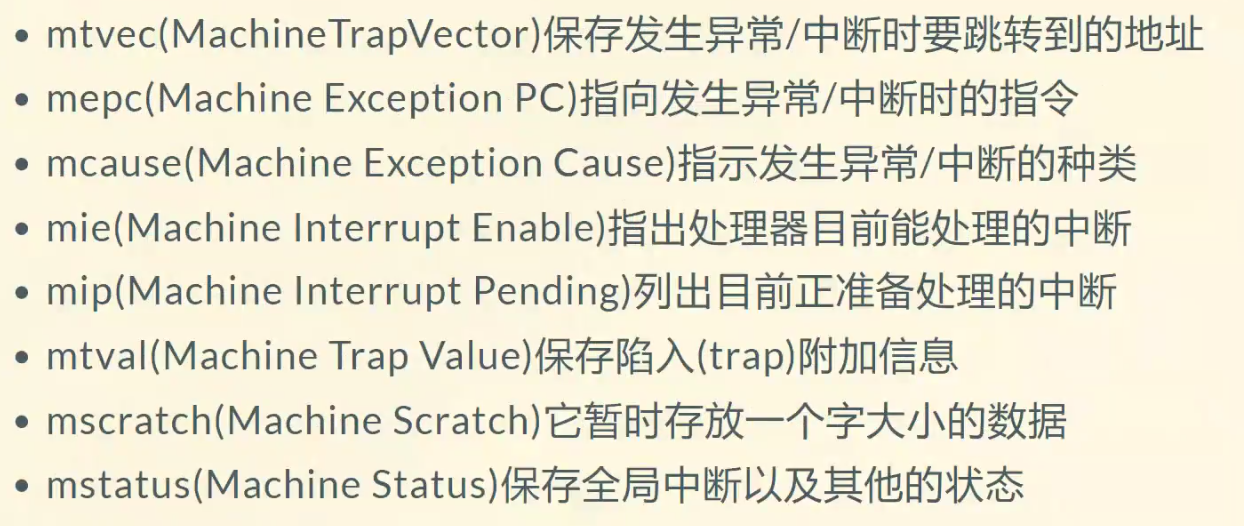 • mtvec(MachineTrapVector)保存发生异常/中断时要跳转到的地址
• mepc(Machine Exception PC)指向发生异常/中断时的指令
• mcause(Machine Exception Cause)指示发生异常/中断的种类
• mie(Machine Interrupt Enable)指出处理器目前能处理的中断
• mip(Machine Interrupt Pending)列出目前正准备处理的中断
• mtval(Machine Trap Value)保存陷入(trap)附加信息
• mscratch(Machine Scratch)它暂时存放一个字大小的数据
• mstatus(Machine Status)保存全局中断以及其他的状态